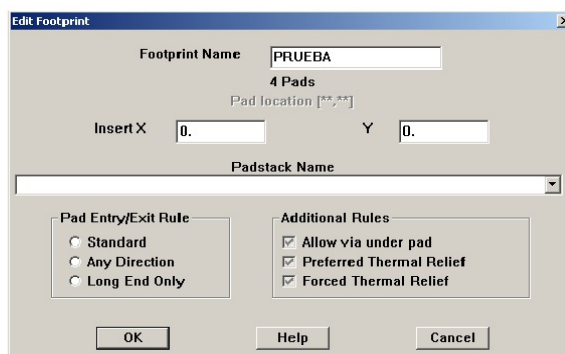 Edit Footprint
Footprint Name PRUEBA
4 Pads
Pad location [**,**]
Insert X 0. Y 0.
Padstack Name
Pad Entry/Exit Rule
Standard
Any Direction
Long End Only
Additional Rules
Allow via under pad
Preferred Thermal Relief
Forced Thermal Relief
OK Help Cancel